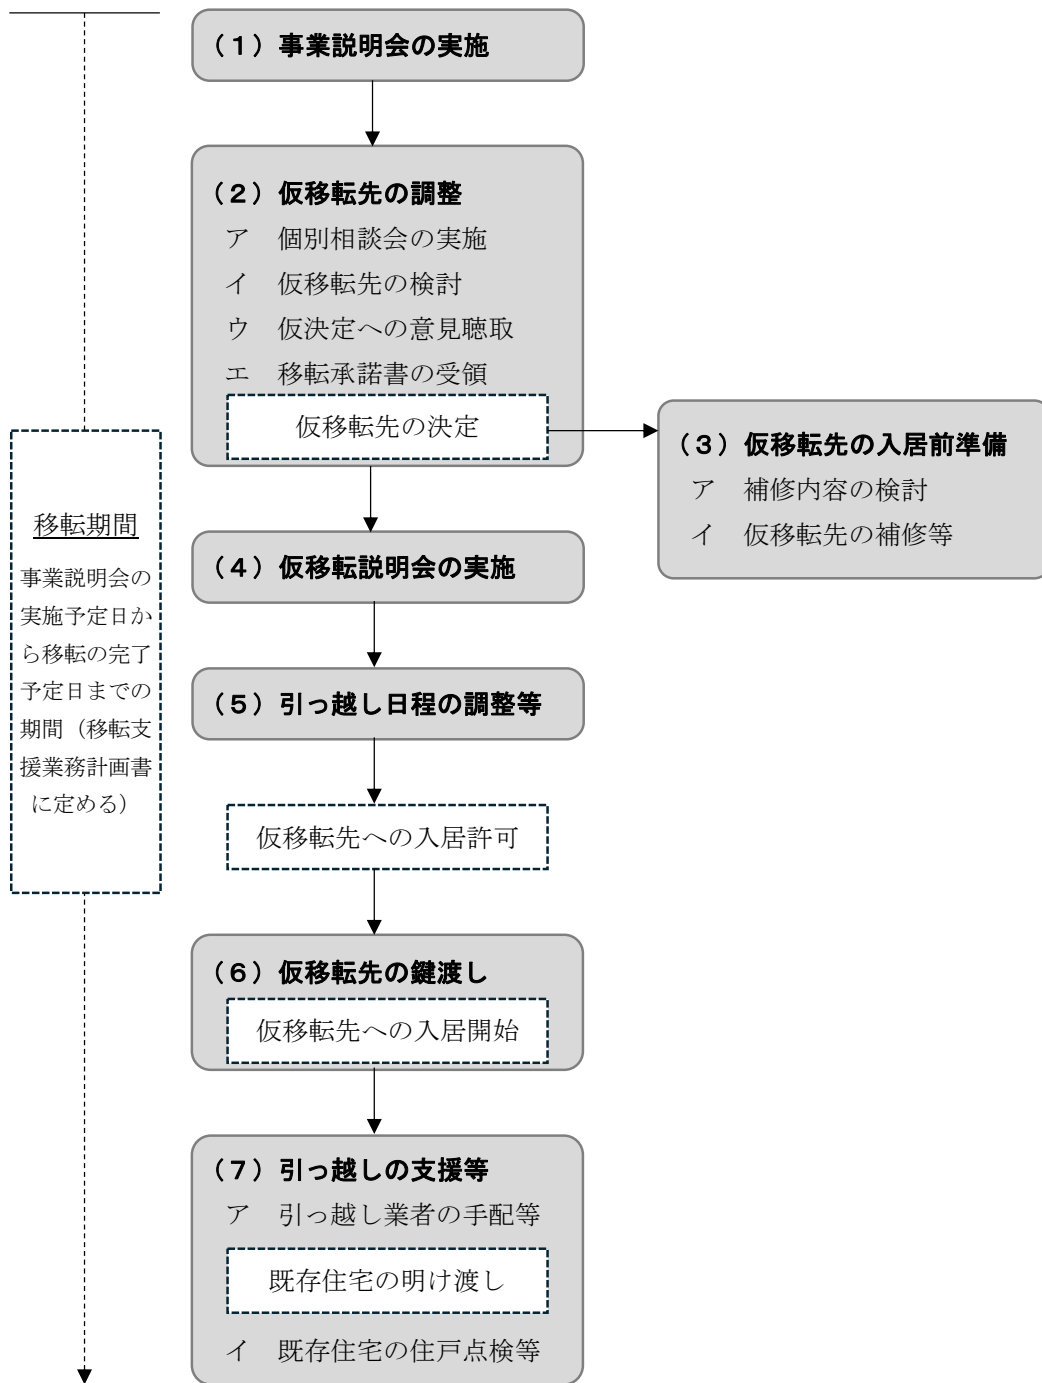 （１）事業説明会の実施
（２）仮移転先の調整
ア　個別相談会の実施
イ　仮移転先の検討
ウ　仮決定への意見聴取
エ　移転承諾書の受領
仮移転先の決定
（３）仮移転先の入居前準備
ア　補修内容の検討
イ　仮移転先の補修等
移転期間
事業説明会の
実施予定日か
ら移転の完了
予定日までの
期間（移転支
援業務計画書
に定める）
（４）仮移転説明会の実施
（５）引っ越し日程の調整等
仮移転先への入居許可
（６）仮移転先の鍵渡し
仮移転先への入居開始
（７）引っ越しの支援等
ア　引っ越し業者の手配等
既存住宅の明け渡し
イ　既存住宅の住戸点検等